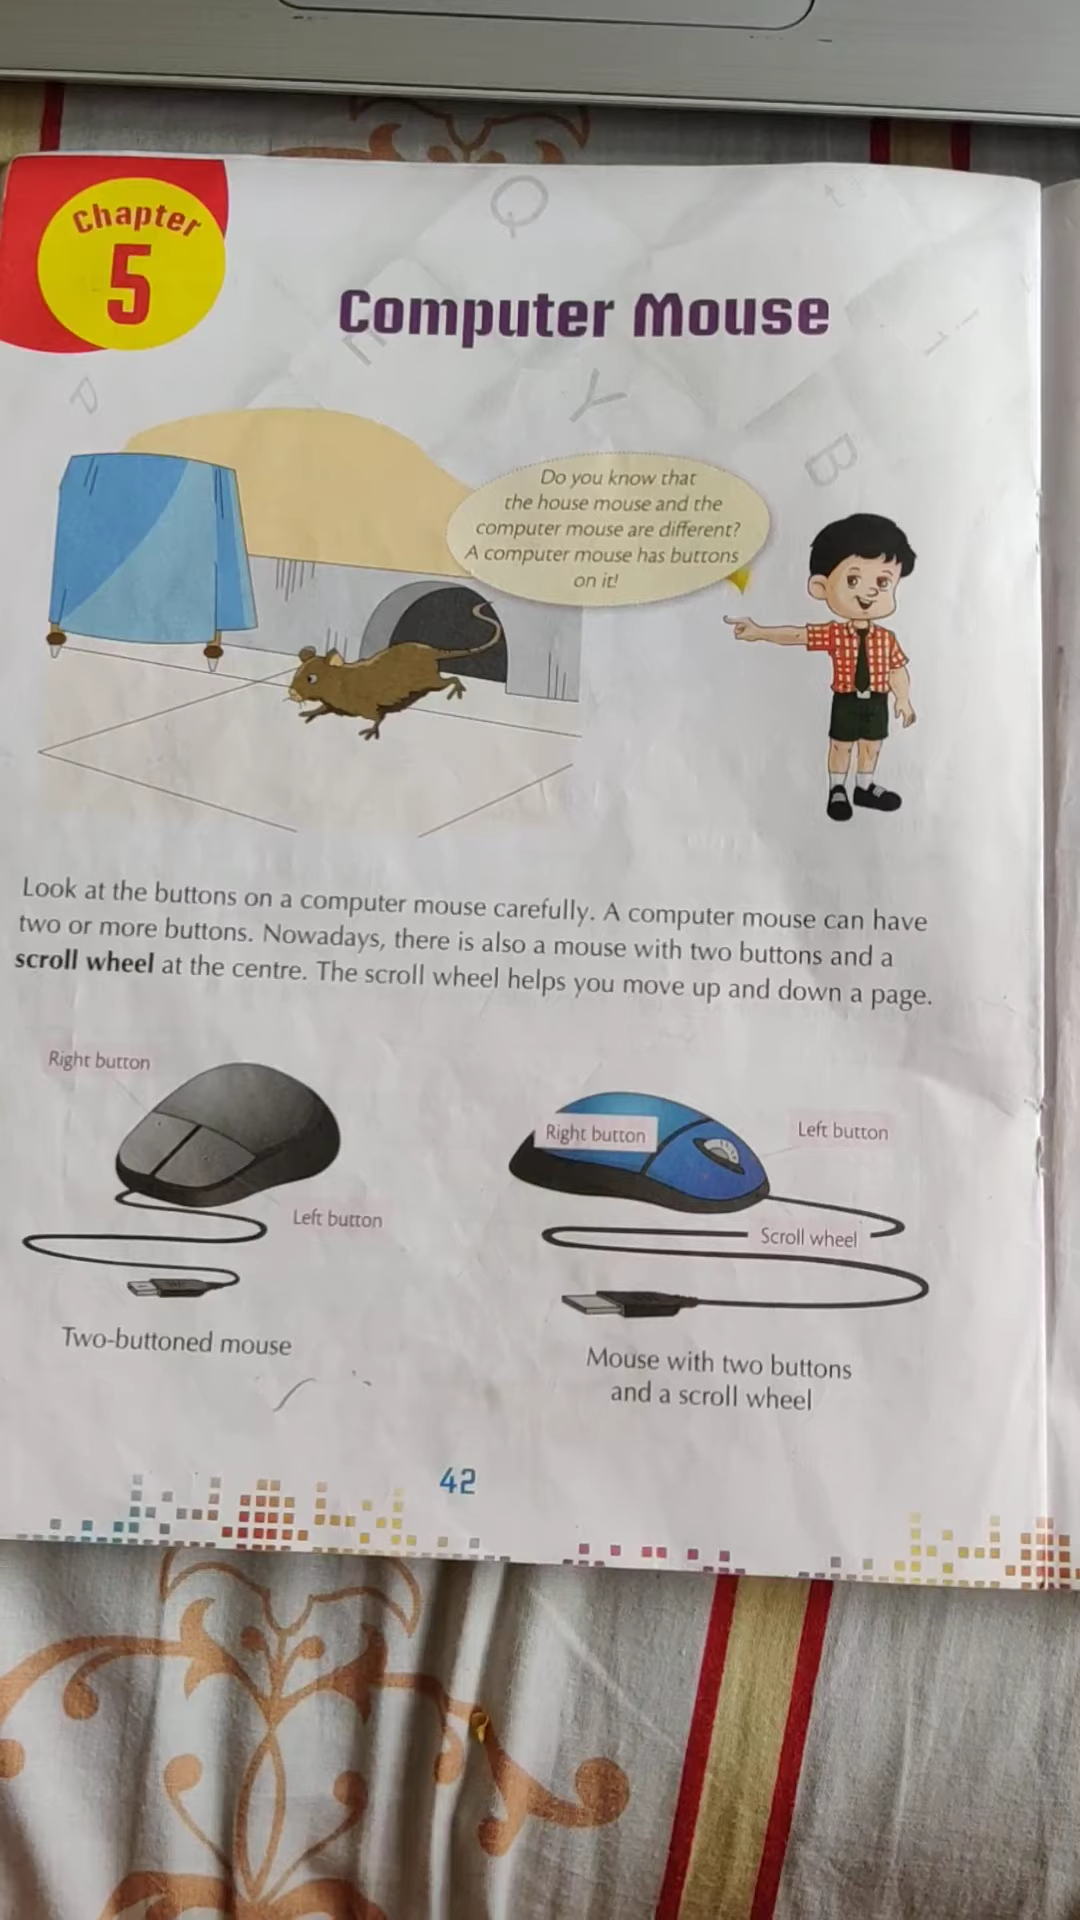 Chapter
5
Computer Mouse
Q
t
E
P
Y
B
Do you know that
the house mouse and the
computer mouse are different?
A computer mouse has buttons
on it!
Look at the buttons on a computer mouse carefully. A computer mouse can have
two or more buttons. Nowadays, there is also a mouse with two buttons and a
scroll wheel at the centre. The scroll wheel helps you move up and down a page.
Right button
Left button
Two-buttoned mouse
Right button
Left button
Scroll wheel
Mouse with two buttons
and a scroll wheel
42